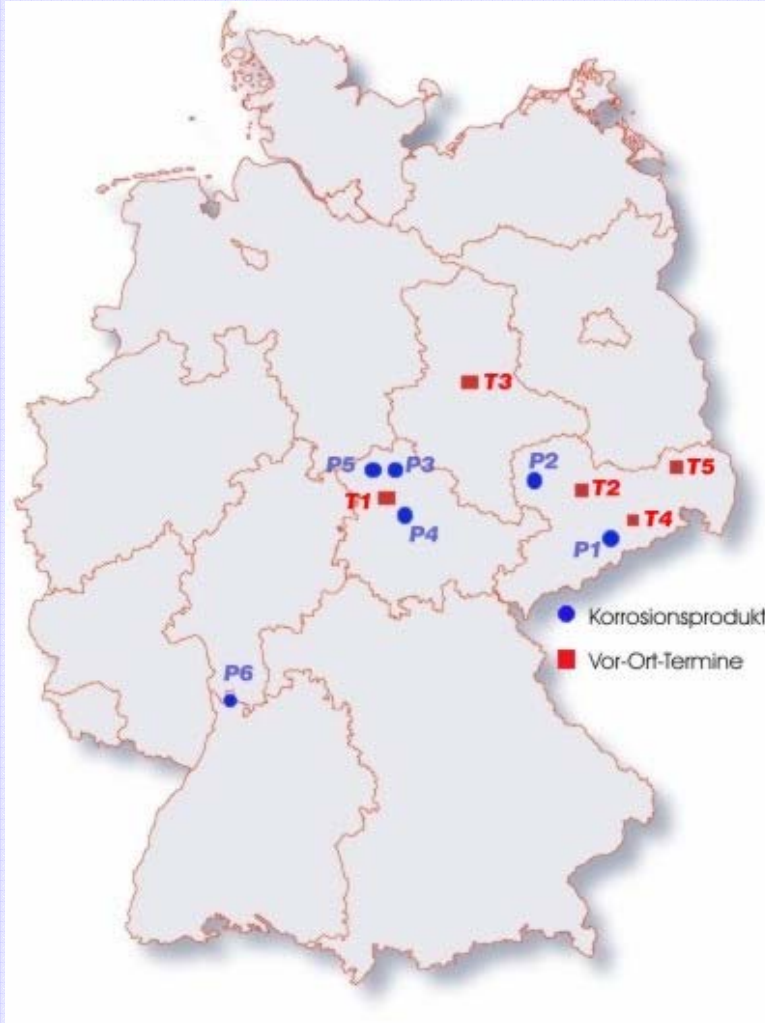 T3
P5
P3
P2
T5
T1
T2
P4
T4
P1
Korrosionsprodukt
Vor-Ort-Termine
P6